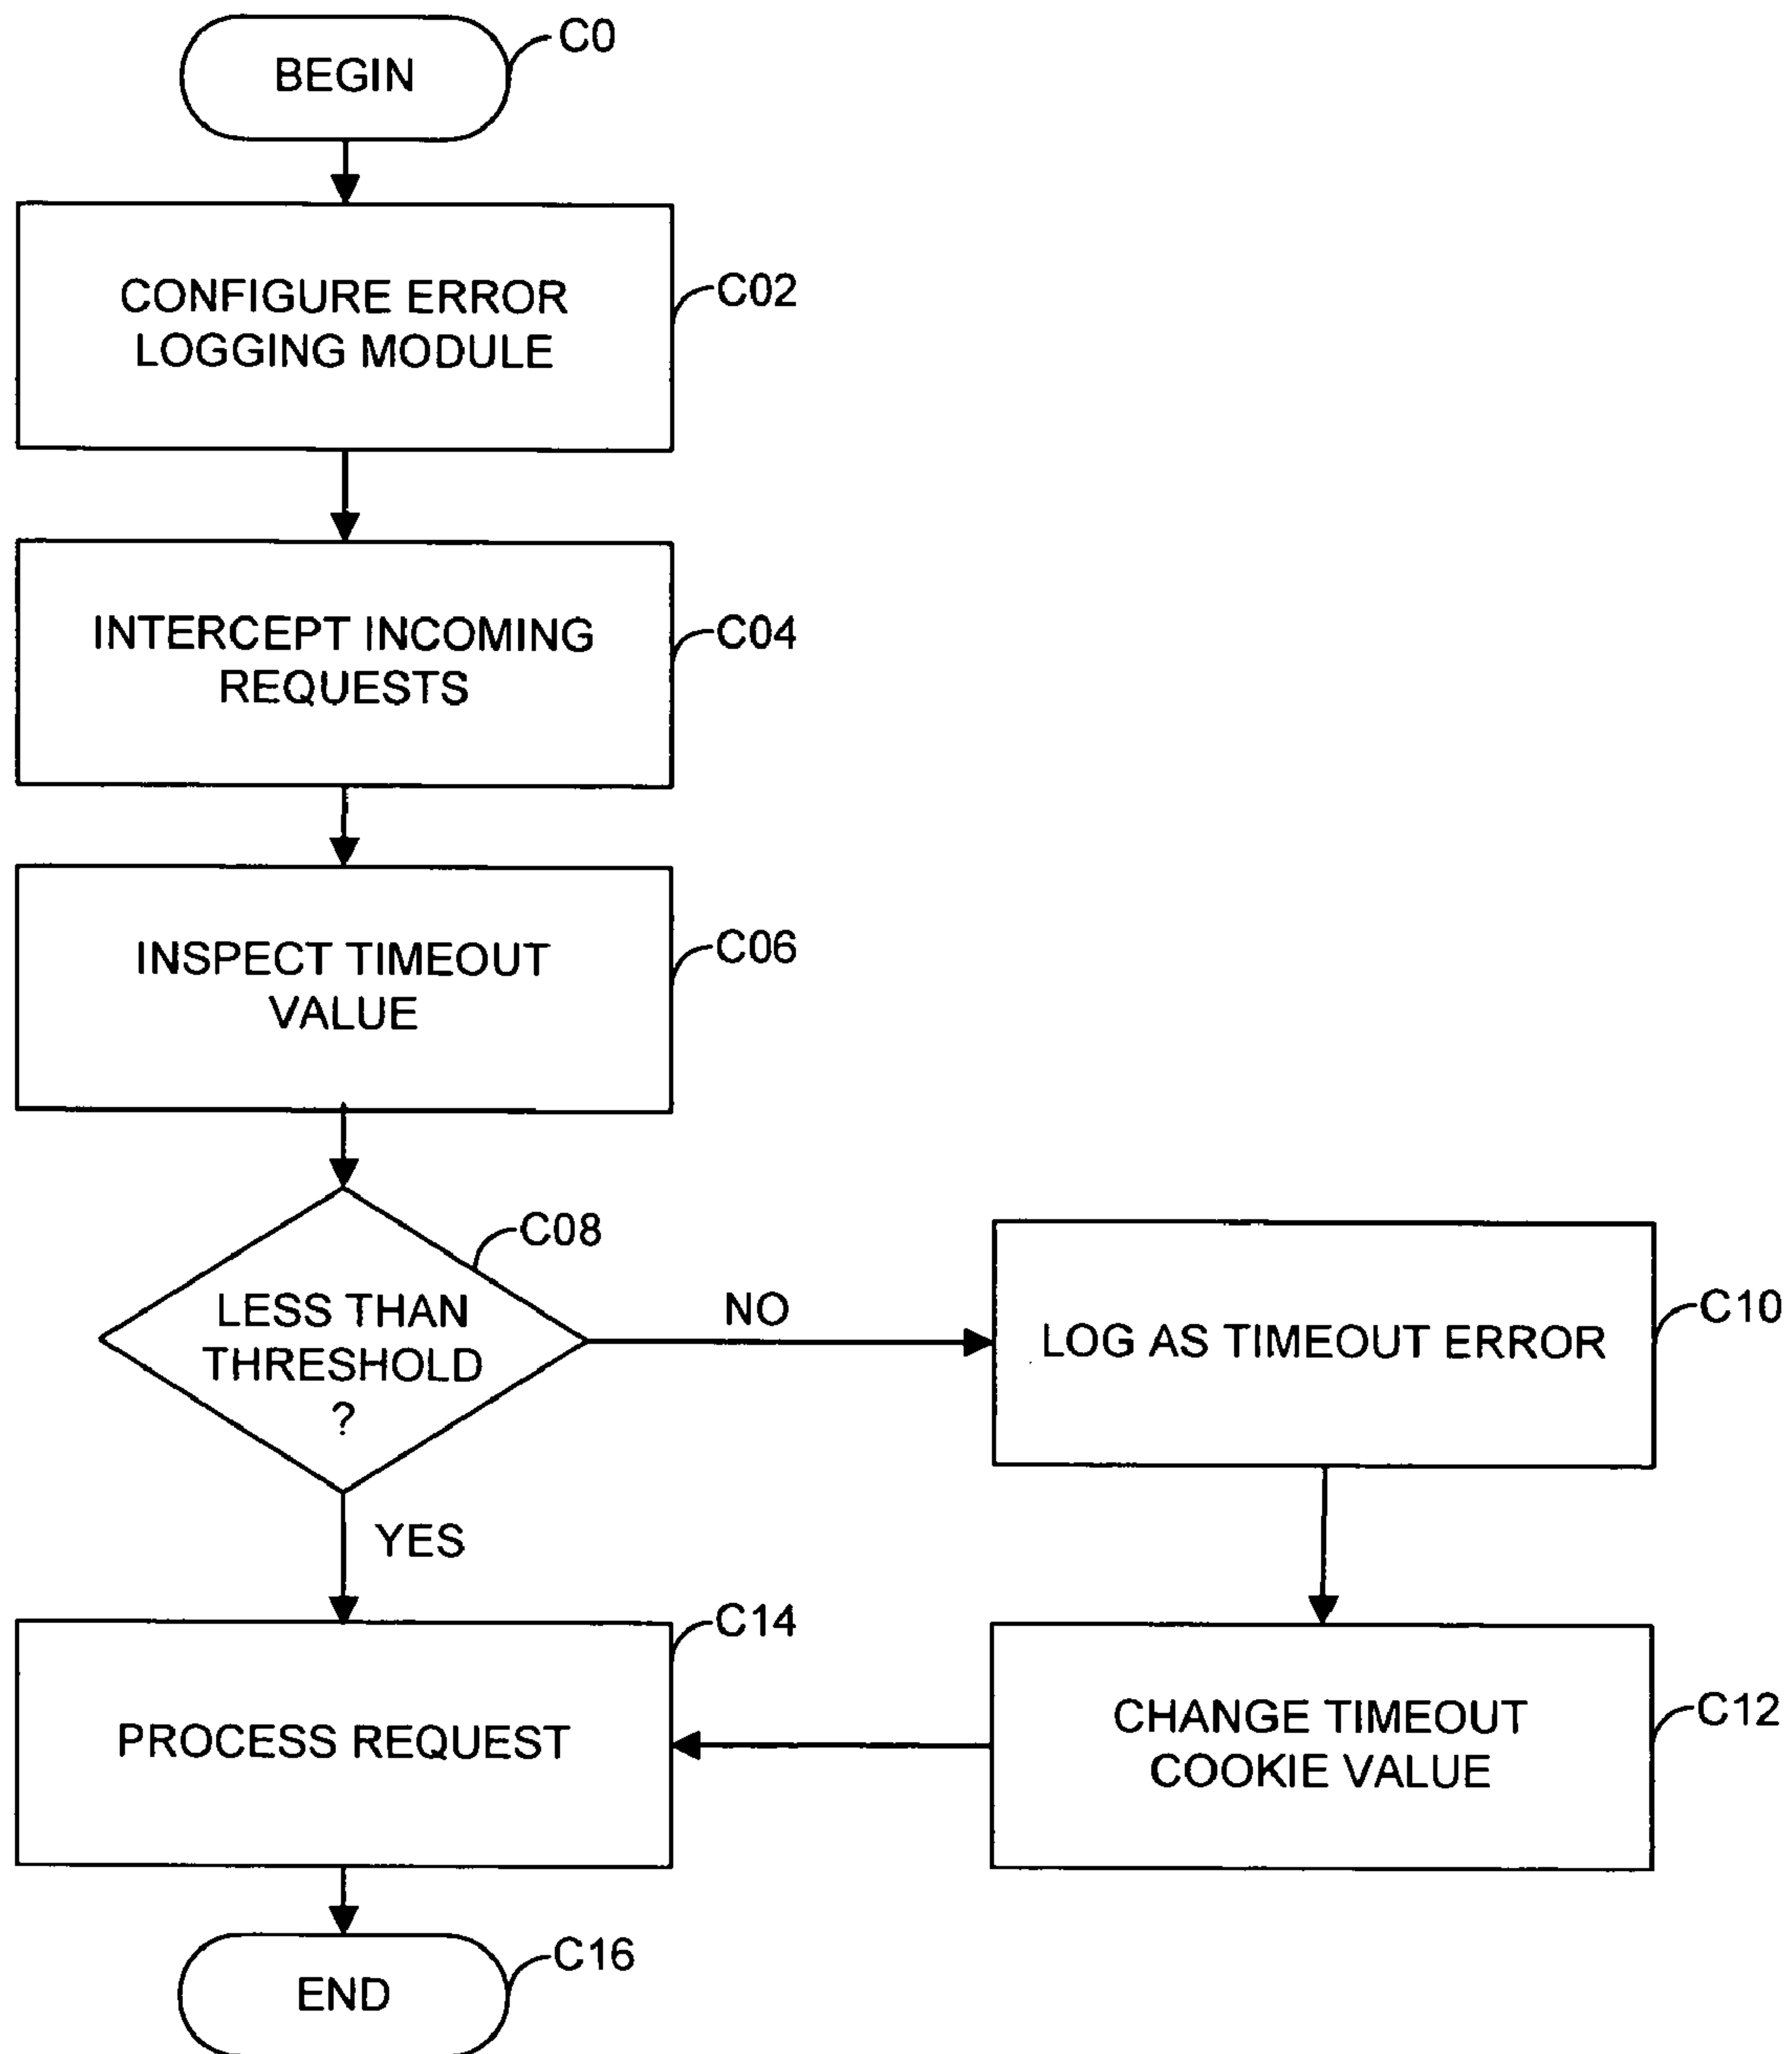 BEGIN
C0
CONFIGURE ERROR
LOGGING MODULE
C02
INTERCEPT INCOMING
REQUESTS
C04
INSPECT TIMEOUT
VALUE
C06
LESS THAN
THRESHOLD
?
C08
NO
LOG AS TIMEOUT ERROR
C10
YES
PROCESS REQUEST
C14
CHANGE TIMEOUT
COOKIE VALUE
C12
END
C16